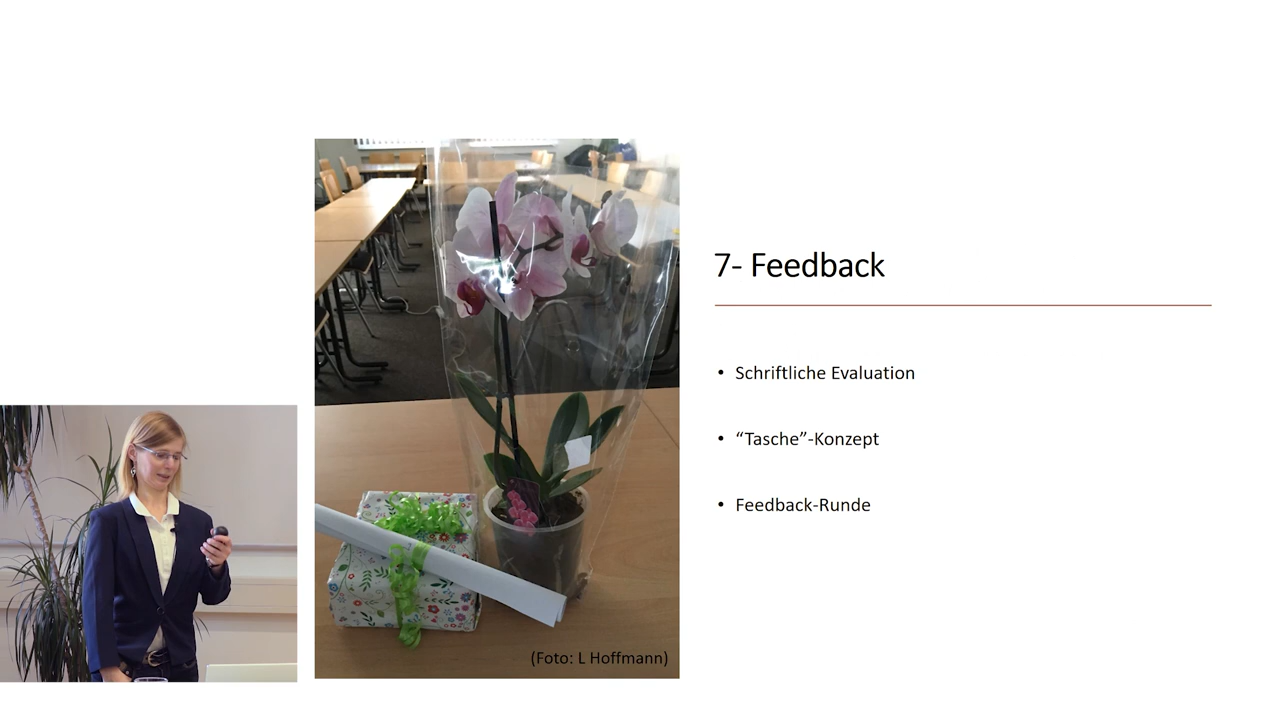 7- Feedback
• Schriftliche Evaluation
• “Tasche”-Konzept
• Feedback-Runde
(Foto: L Hoffmann)